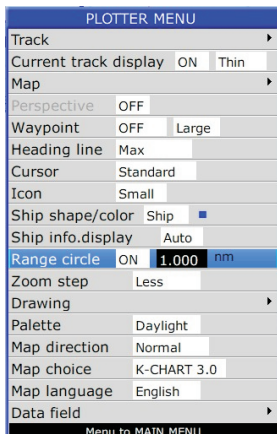 PLOTTER MENU
Track
Current track display ON Thin
Map
Perspective OFF
Waypoint OFF Large
Heading line Max
Cursor Standard
Icon Small
Ship shape/color Ship
Ship info.display Auto
Range circle ON 1.000 nm
Zoom step Less
Drawing
Palette Daylight
Map direction Normal
Map choice K-CHART 3.0
Map language English
Data field
Menu to MAIN MENU